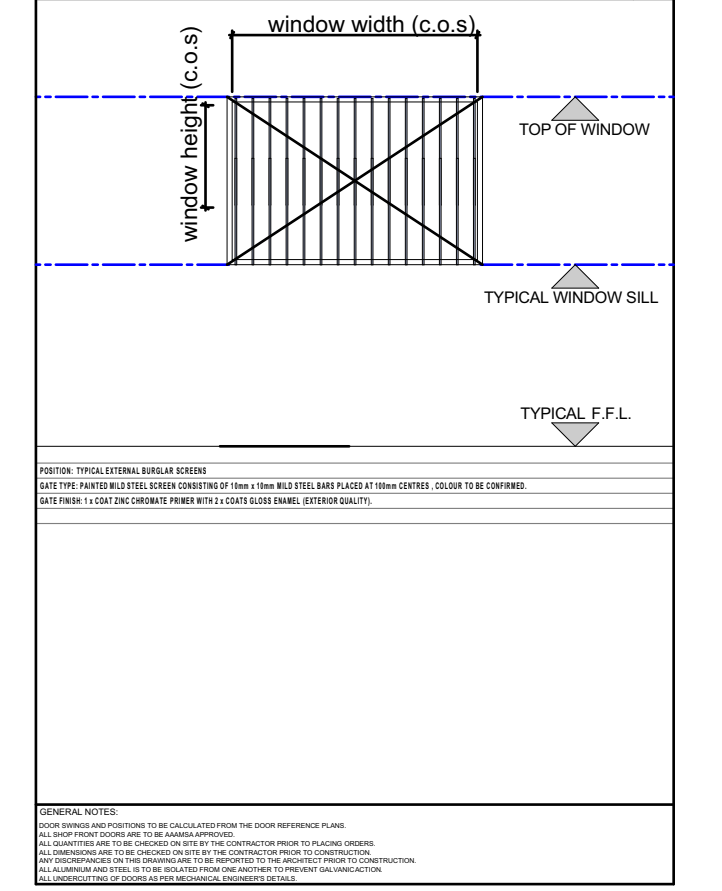 window width (c.o.s)
window height (c.o.s)
TOP OF WINDOW
TYPICAL WINDOW SILL
TYPICAL F.F.L.
POSITION: TYPICAL EXTERNAL BURGLAR SCREENS
GATE TYPE: PAINTED MILD STEEL SCREEN CONSISTING OF 10mm x 10mm MILD STEEL BARS PLACED AT 100mm CENTRES , COLOUR TO BE CONFIRMED.
GATE FINISH: 1 x COAT ZINC CHROMATE PRIMER WITH 2 x COATS GLOSS ENAMEL (EXTERIOR QUALITY).
GENERAL NOTES:
DOOR SWINGS AND POSITIONS TO BE CALCULATED FROM THE DOOR REFERENCE PLANS.
ALL SHOP FRONT DOORS ARE TO BE AAAMSA APPROVED.
ALL QUANTITIES ARE TO BE CHECKED ON SITE BY THE CONTRACTOR PRIOR TO PLACING ORDERS.
ALL DIMENSIONS ARE TO BE CHECKED ON SITE BY THE CONTRACTOR PRIOR TO CONSTRUCTION.
ANY DISCREPANCIES ON THIS DRAWING ARE TO BE REPORTED TO THE ARCHITECT PRIOR TO CONSTRUCTION.
ALL ALUMINIUM AND STEEL IS TO BE ISOLATED FROM ONE ANOTHER TO PREVENT GALVANICACTION.
ALL UNDERCUTTING OF DOORS AS PER MECHANICAL ENGINEER'S DETAILS.